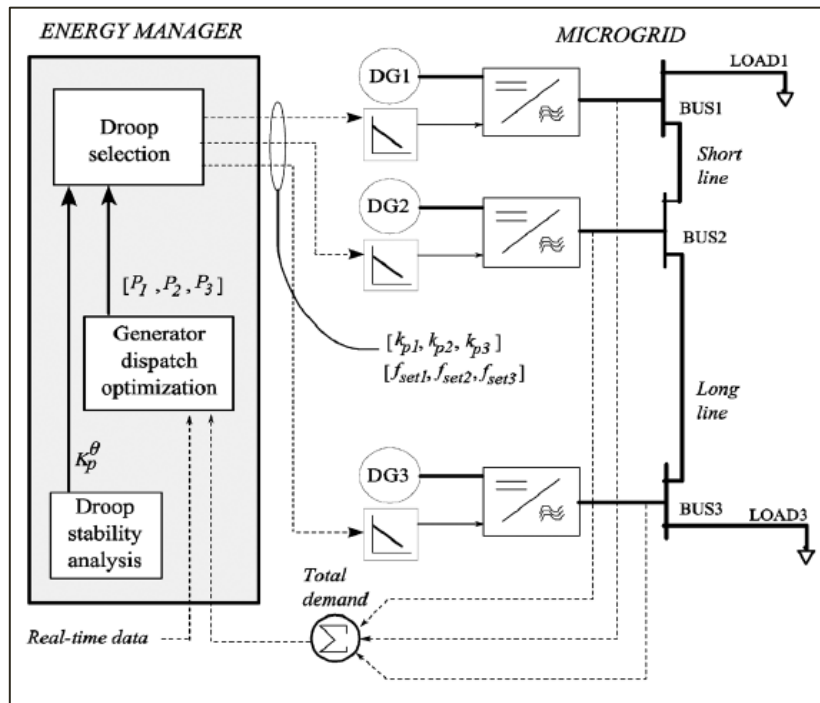 ENERGY MANAGER
MICROGRID
Droop
selection
[P1, P2, P3]
Generator
dispatch
optimization
Kp^θ
Droop
stability
analysis
Real-time data
DG1
DG2
[kp1, kp2, kp3]
[fset1, fset2, fset3]
DG3
Total
demand
Σ
LOAD1
BUS1
Short
line
BUS2
Long
line
BUS3
LOAD3